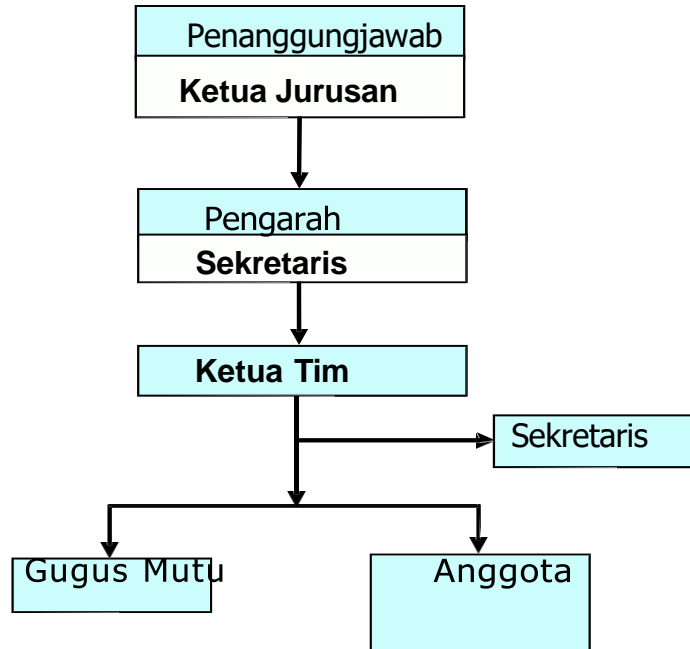 Penanggungjawab
Ketua Jurusan
Pengarah
Sekretaris
Ketua Tim
Sekretaris
Gugus Mutu
Anggota